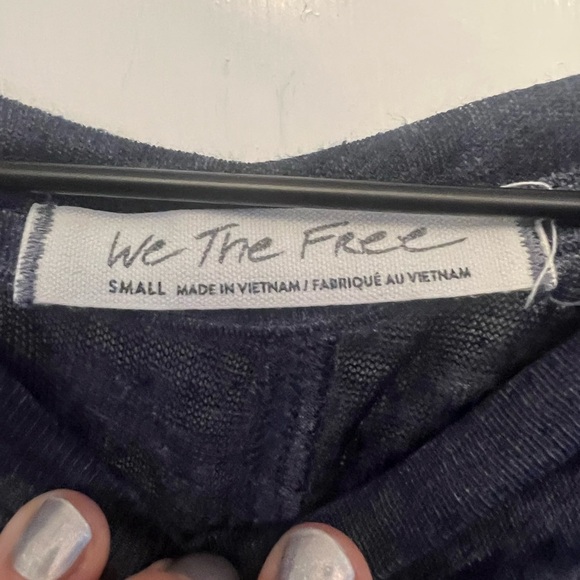 We The Free
SMALL MADE IN VIETNAM / FABRIQUÉ AU VIETNAM